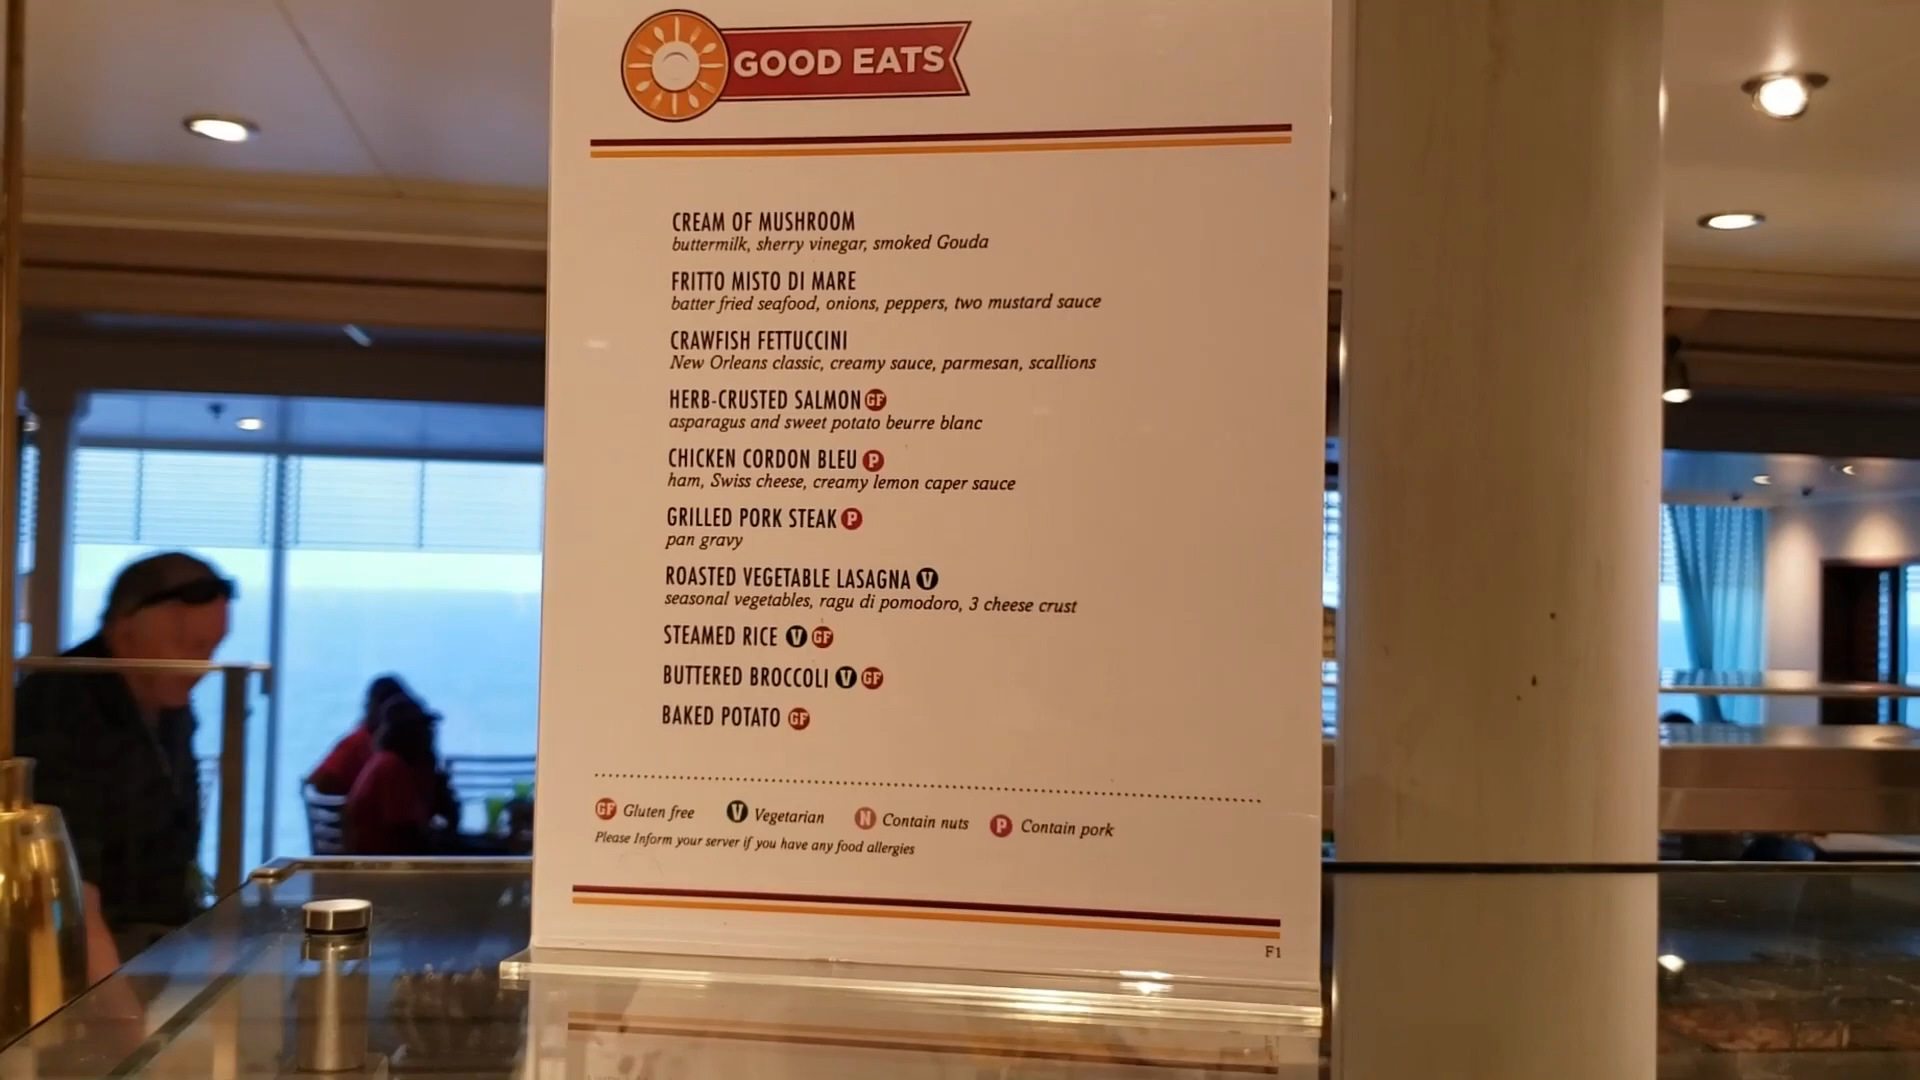 GOOD EATS
CREAM OF MUSHROOM
buttermilk, sherry vinegar, smoked Gouda
FRITTO MISTO DI MARE
batter fried seafood, onions, peppers, two mustard sauce
CRAWFISH FETTUCCINI
New Orleans classic, creamy sauce, parmesan, scallions
HERB-CRUSTED SALMON GF
asparagus and sweet potato beurre blanc
CHICKEN CORDON BLEU P
ham, Swiss cheese, creamy lemon caper sauce
GRILLED PORK STEAK P
pan gravy
ROASTED VEGETABLE LASAGNA V
seasonal vegetables, ragu di pomodoro, 3 cheese crust
STEAMED RICE V GF
BUTTERED BROCCOLI V GF
BAKED POTATO GF
GF Gluten free V Vegetarian N Contain nuts P Contain pork
Please Inform your server if you have any food allergies
F1